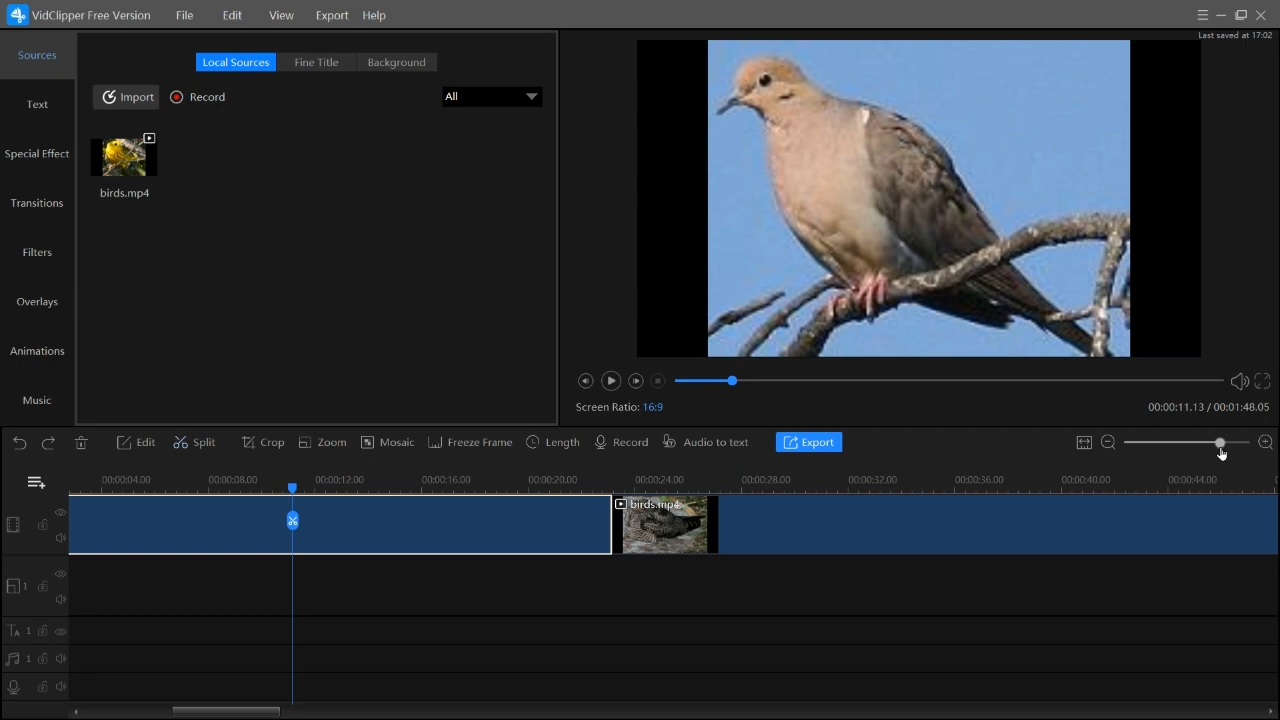 VidClipper Free Version File Edit View Export Help
Last saved at 17:02
Sources
Local Sources Fine Title Background
Import Record All
Text
birds.mp4
Special Effect
Transitions
Filters
Overlays
Animations
Music
Screen Ratio: 16:9 00:00:11.13 / 00:01:48.05
Edit Split Crop Zoom Mosaic Freeze Frame Length Record Audio to text Export
00:00:04.00 00:00:08.00 00:00:12.00 00:00:16.00 00:00:20.00 00:00:24.00 00:00:28.00 00:00:32.00 00:00:36.00 00:00:40.00 00:00:44.00
birds.mp4
1
TA 1
1